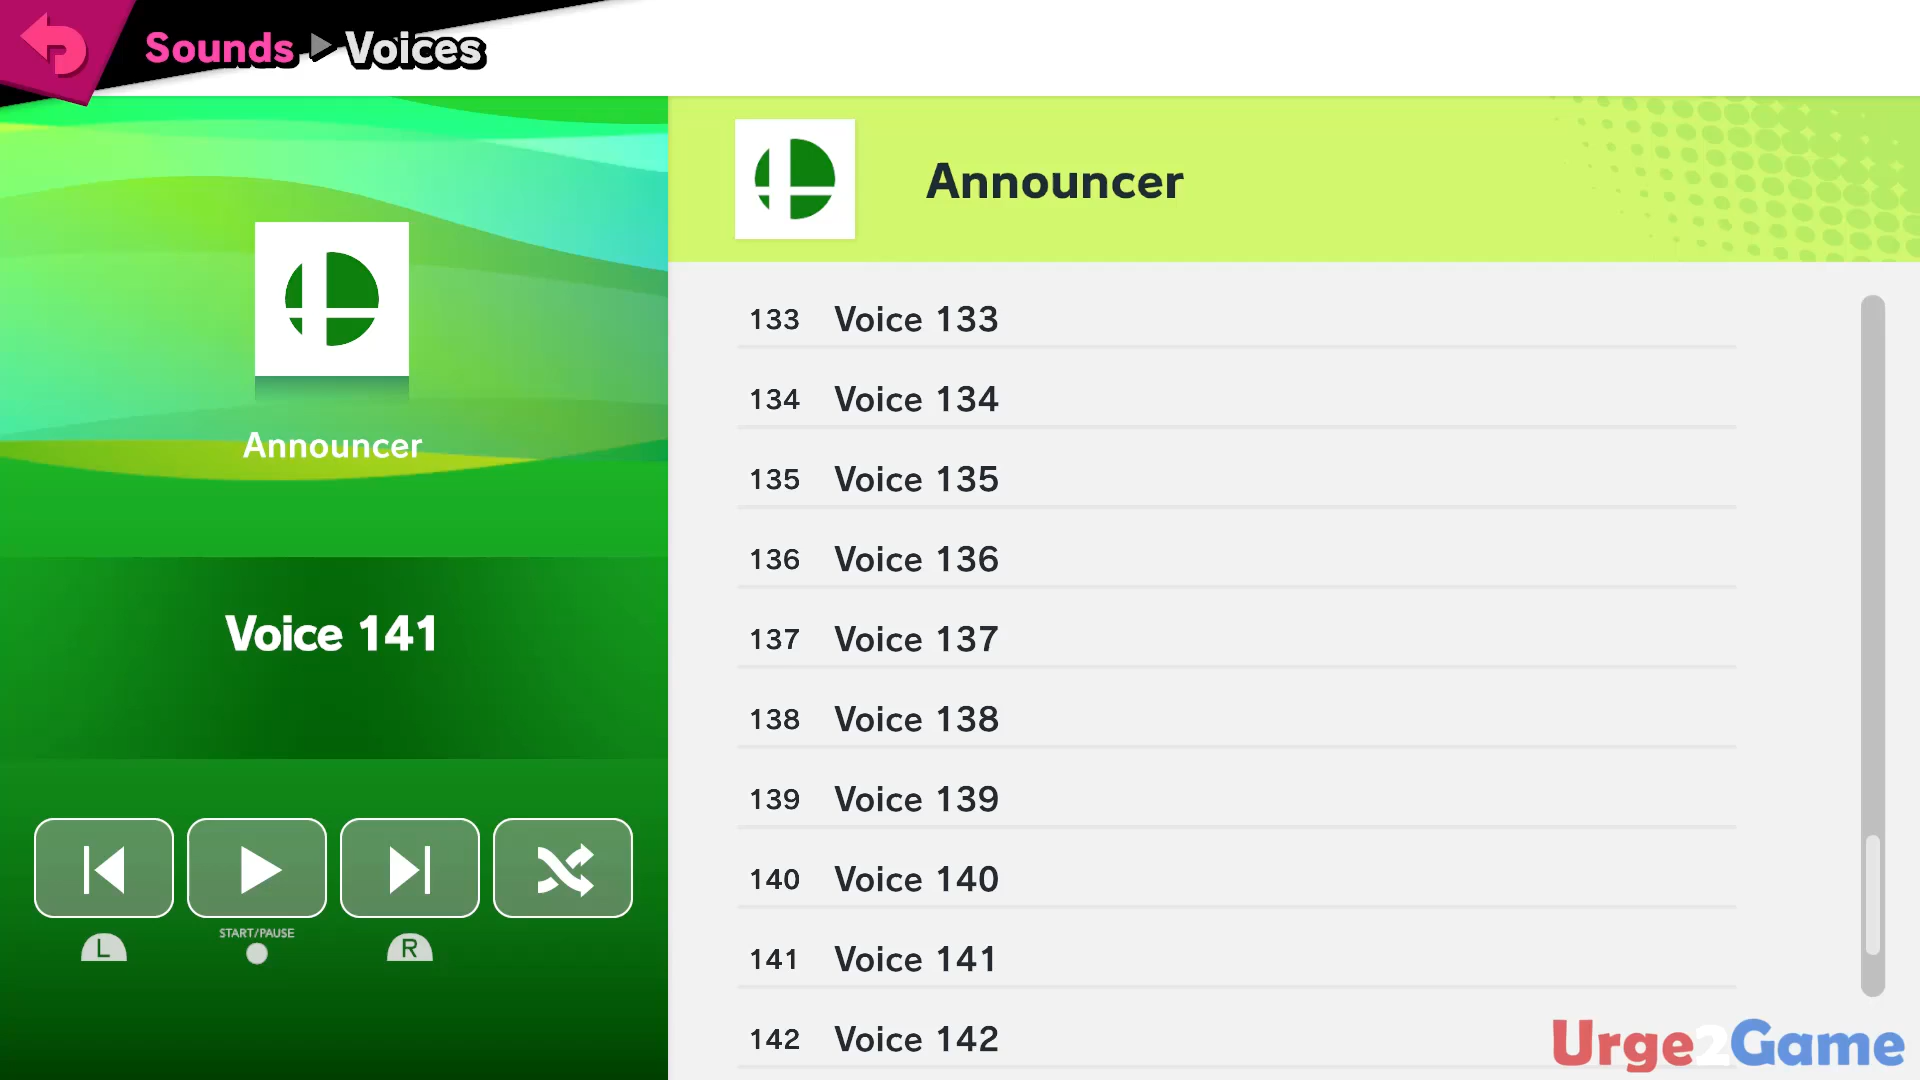 Sounds Voices
Announcer
Voice 141
L
START/PAUSE
R
Announcer
133 Voice 133
134 Voice 134
135 Voice 135
136 Voice 136
137 Voice 137
138 Voice 138
139 Voice 139
140 Voice 140
141 Voice 141
142 Voice 142
Urge2Game